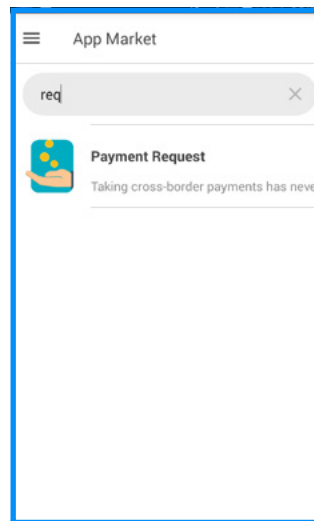 App Market
req
Payment Request
Taking cross-border payments has neve